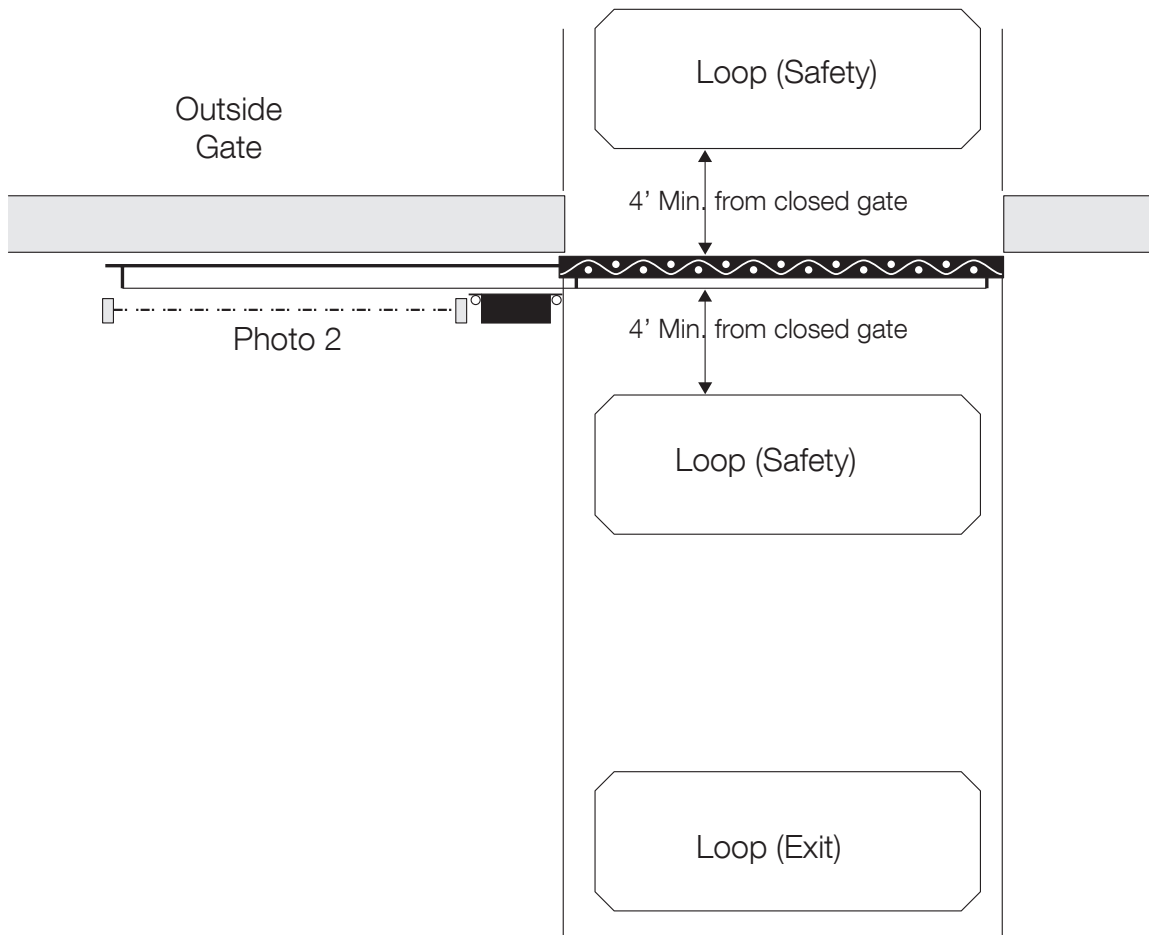 Loop (Safety)
Outside
Gate
4’ Min. from closed gate
4’ Min. from closed gate
Photo 2
Loop (Safety)
Loop (Exit)